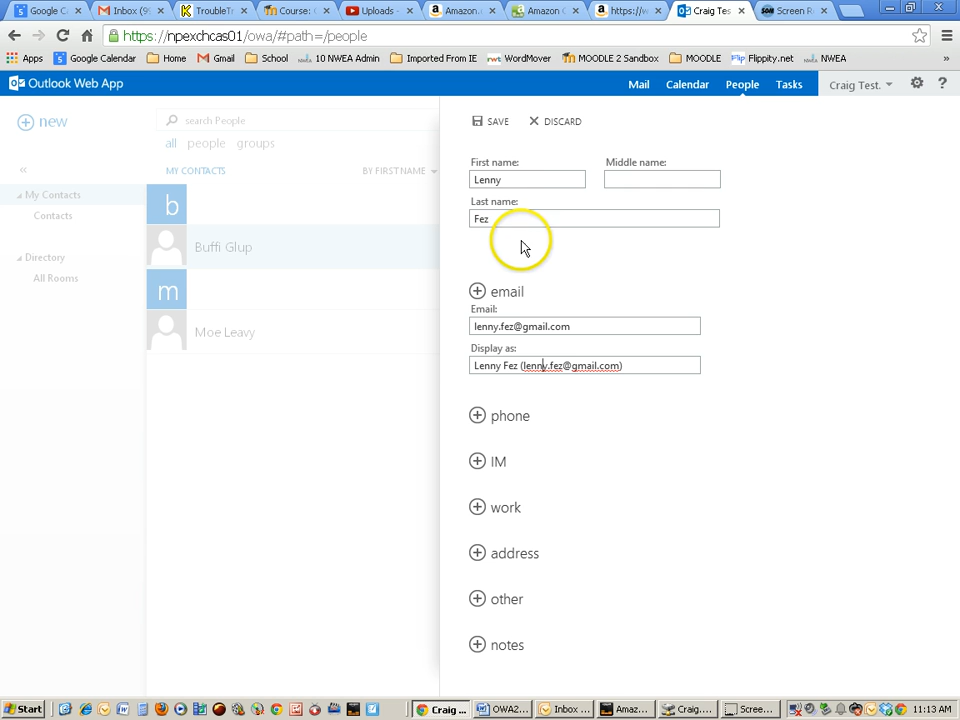 Google Ca
Inbox (99
TroubleTra
Course: C
Uploads -
Amazon.c
Amazon C
https://w
Craig Tes
Screen R
https://npexchcas01/owa/#path=/people
Apps Google Calendar Home Gmail School 10 NWEA Admin Imported From IE rwt WordMover MOODLE 2 Sandbox MOODLE Flip Flippity.net NWEA »
Outlook Web App Mail Calendar People Tasks Craig Test. ?
new search People
all people groups
«
MY CONTACTS BY FIRST NAME
My Contacts
Contacts
Directory
All Rooms
b
Buffi Glup
m
Moe Leavy
SAVE DISCARD
First name: Middle name:
Lenny
Last name:
Fez
email
Email:
lenny.fez@gmail.com
Display as:
Lenny Fez (lenny.fez@gmail.com)
phone
IM
work
address
other
notes
Start Craig ... OWA2... Inbox ... Amaz... Craig.... Scree... 11:13 AM